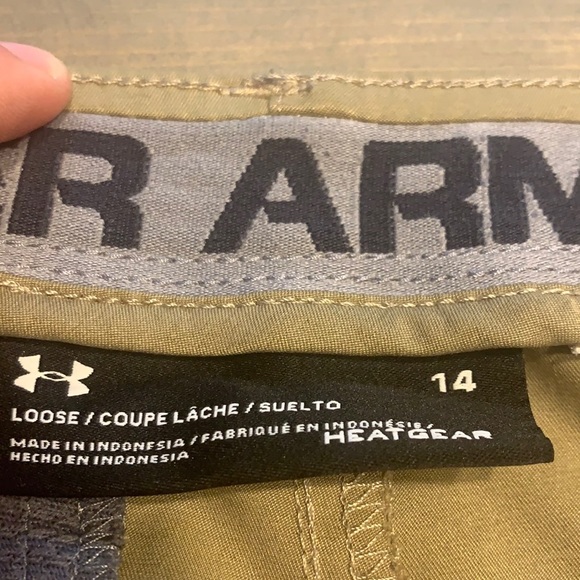 R ARM
14
LOOSE / COUPE LÂCHE / SUELTO
MADE IN INDONESIA / FABRIQUÉ EN INDONÉSIE/
HEATGEAR
HECHO EN INDONESIA